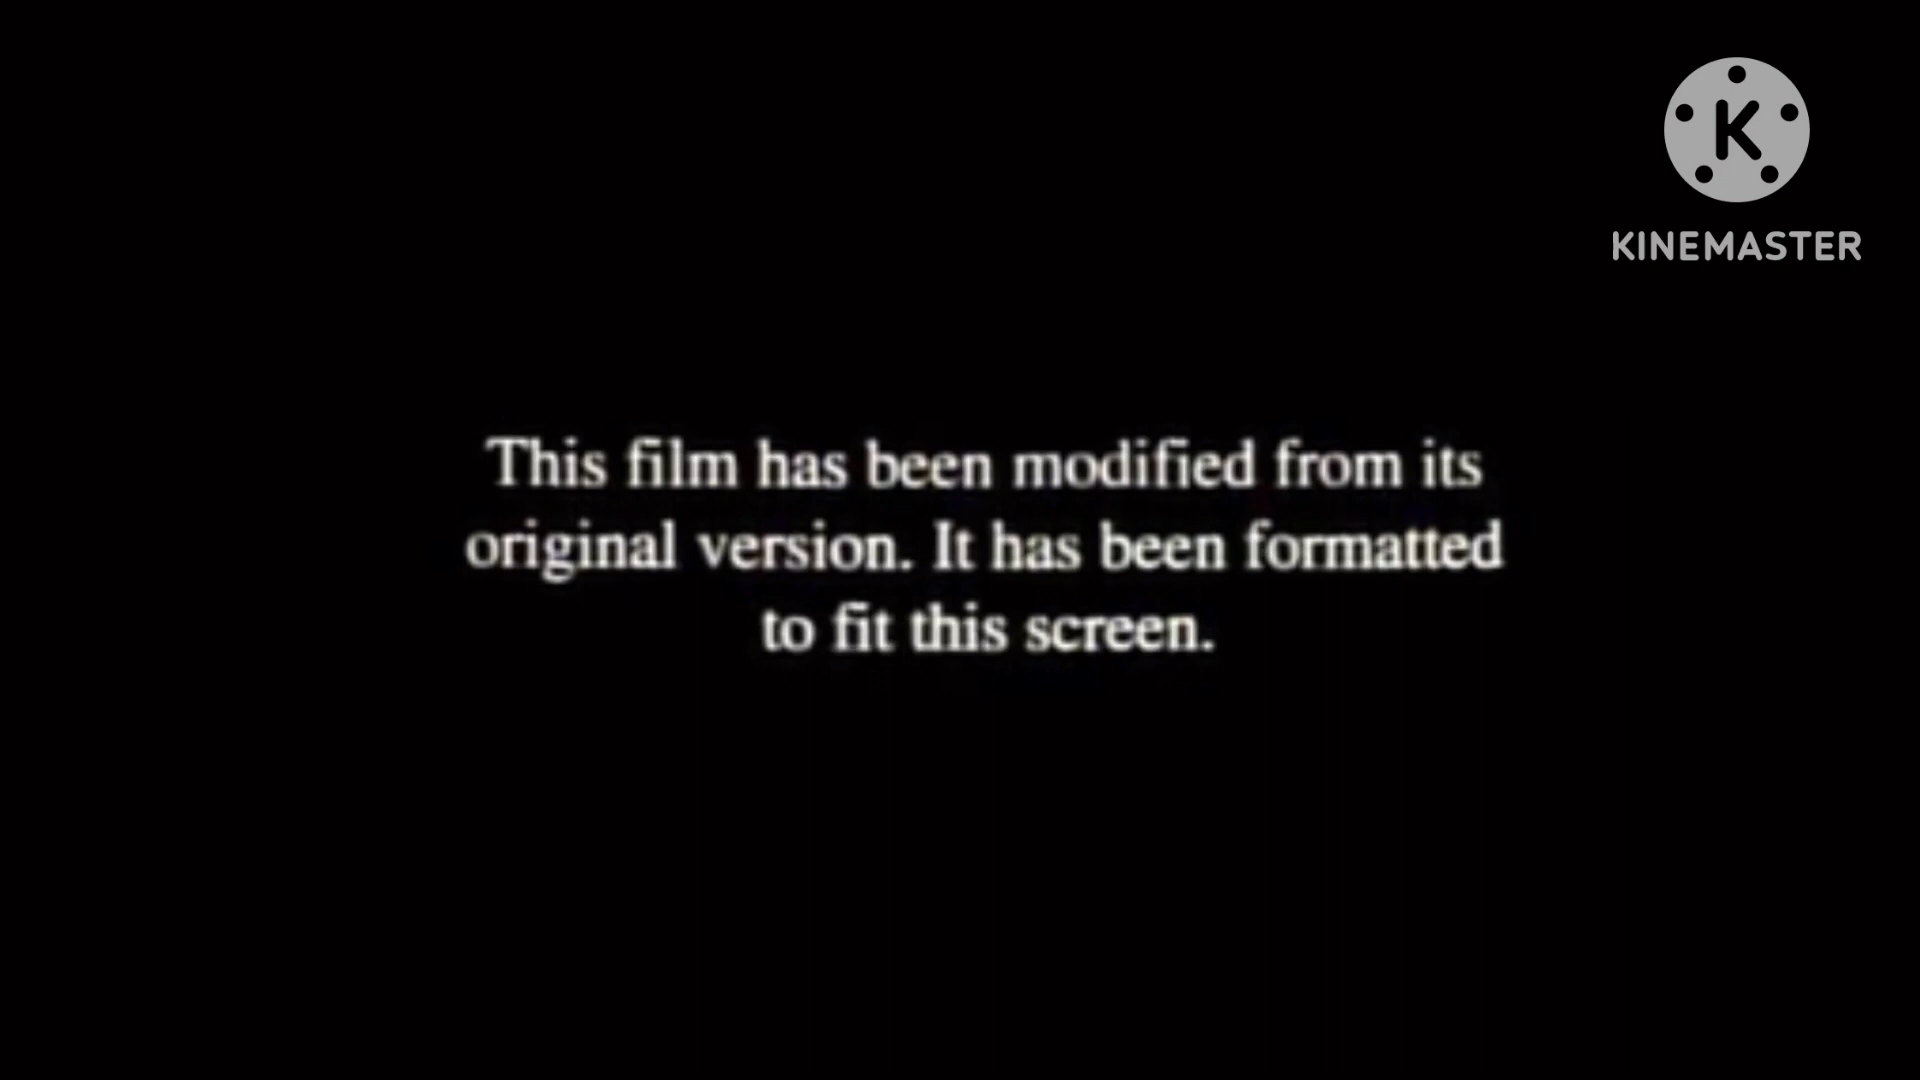 K
KINEMASTER
This film has been modified from its
original version. It has been formatted
to fit this screen.